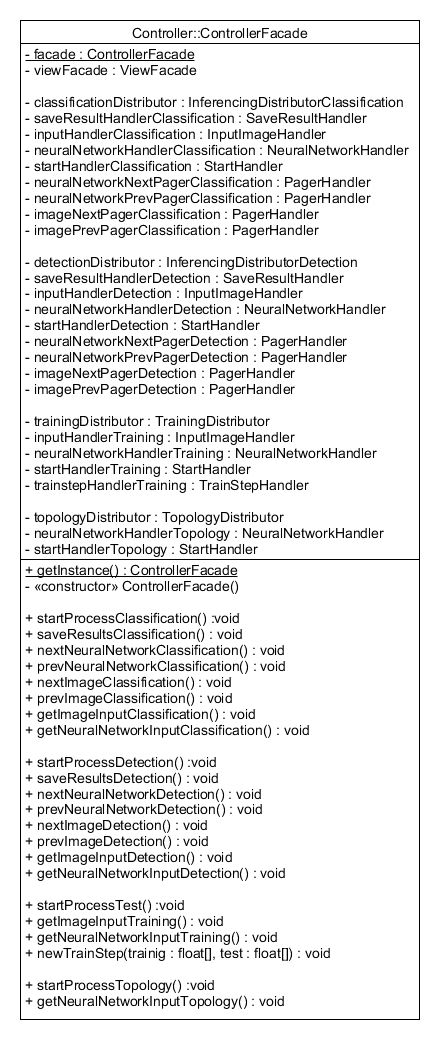 Controller::ControllerFacade
- facade : ControllerFacade
- viewFacade : ViewFacade
- classificationDistributor : InferencingDistributorClassification
- saveResultHandlerClassification : SaveResultHandler
- inputHandlerClassification : InputImageHandler
- neuralNetworkHandlerClassification : NeuralNetworkHandler
- startHandlerClassification : StartHandler
- neuralNetworkNextPagerClassification : PagerHandler
- neuralNetworkPrevPagerClassification : PagerHandler
- imageNextPagerClassification : PagerHandler
- imagePrevPagerClassification : PagerHandler
- detectionDistributor : InferencingDistributorDetection
- saveResultHandlerDetection : SaveResultHandler
- inputHandlerDetection : InputImageHandler
- neuralNetworkHandlerDetection : NeuralNetworkHandler
- startHandlerDetection : StartHandler
- neuralNetworkNextPagerDetection : PagerHandler
- neuralNetworkPrevPagerDetection : PagerHandler
- imageNextPagerDetection : PagerHandler
- imagePrevPagerDetection : PagerHandler
- trainingDistributor : TrainingDistributor
- inputHandlerTraining : InputImageHandler
- neuralNetworkHandlerTraining : NeuralNetworkHandler
- startHandlerTraining : StartHandler
- trainstepHandlerTraining : TrainStepHandler
- topologyDistributor : TopologyDistributor
- neuralNetworkHandlerTopology : NeuralNetworkHandler
- startHandlerTopology : StartHandler
+ getInstance() : ControllerFacade
- «constructor» ControllerFacade()
+ startProcessClassification() :void
+ saveResultsClassification() : void
+ nextNeuralNetworkClassification() : void
+ prevNeuralNetworkClassification() : void
+ nextImageClassification() : void
+ prevImageClassification() : void
+ getImageInputClassification() : void
+ getNeuralNetworkInputClassification() : void
+ startProcessDetection() :void
+ saveResultsDetection() : void
+ nextNeuralNetworkDetection() : void
+ prevNeuralNetworkDetection() : void
+ nextImageDetection() : void
+ prevImageDetection() : void
+ getImageInputDetection() : void
+ getNeuralNetworkInputDetection() : void
+ startProcessTest() :void
+ getImageInputTraining() : void
+ getNeuralNetworkInputTraining() : void
+ newTrainStep(trainig : float[], test : float[]) : void
+ startProcessTopology() :void
+ getNeuralNetworkInputTopology() : void